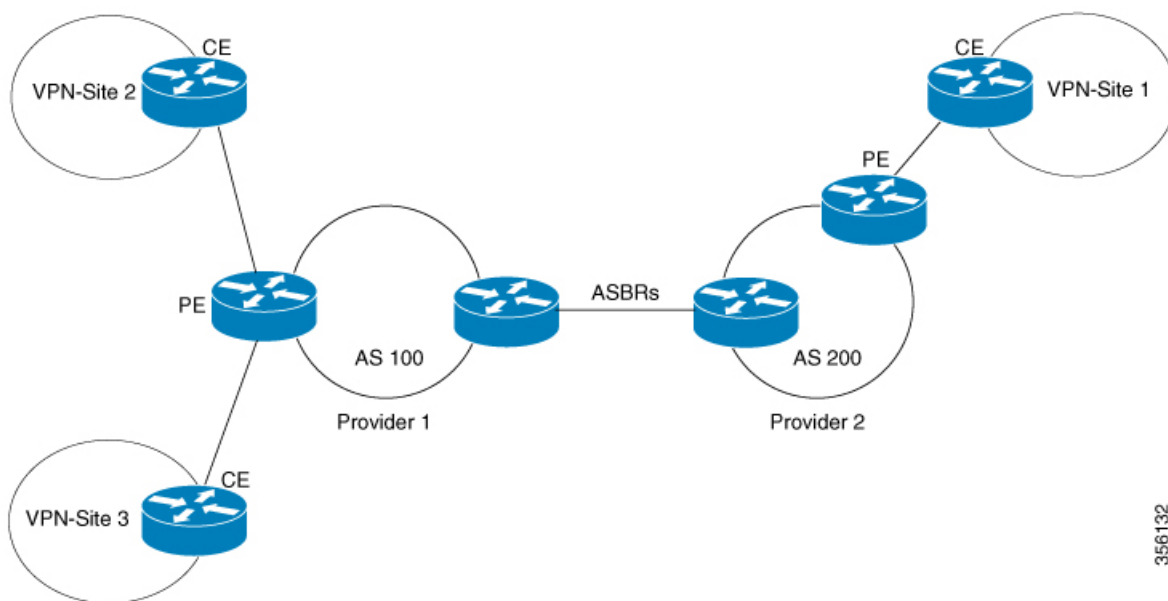 CE
VPN-Site 2
CE
VPN-Site 1
PE
PE
ASBRs
AS 100
AS 200
Provider 1
Provider 2
CE
VPN-Site 3
356132